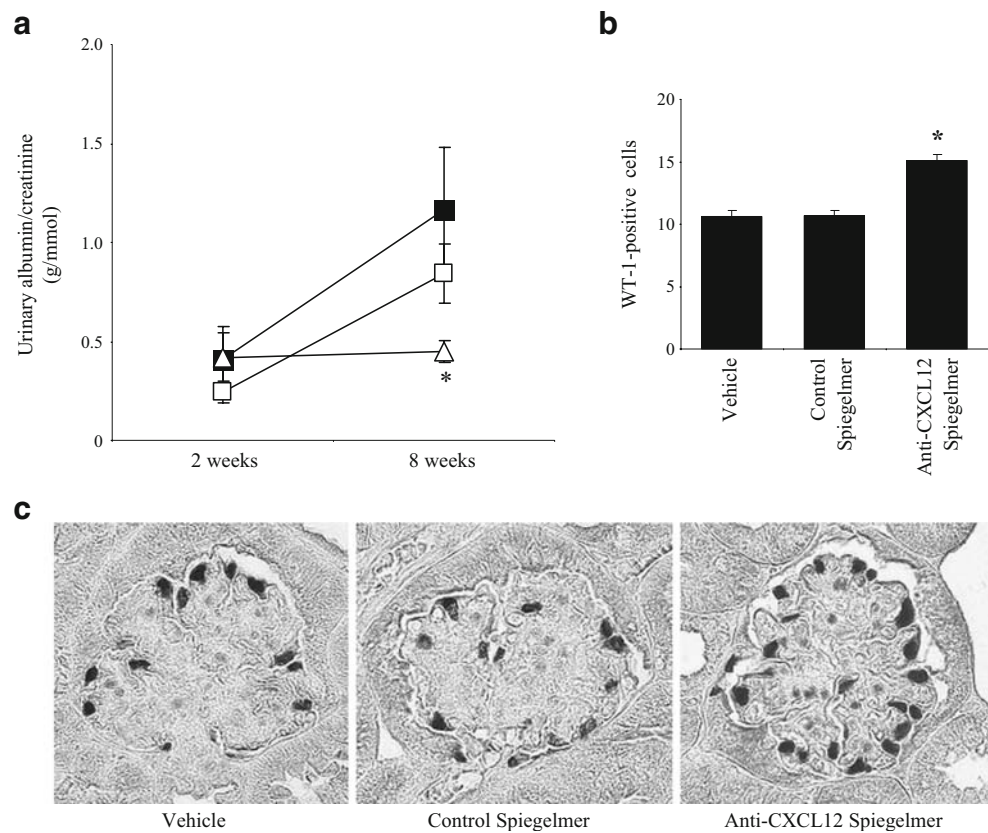 a
2.0
1.5
1.0
0.5
0
Urinary albumin/creatinine
(g/mmol)
2 weeks
8 weeks
*
b
20
15
10
5
0
WT-1-positive cells
*
Vehicle
Control
Spiegelmer
Anti-CXCL12
Spiegelmer
c
Vehicle
Control Spiegelmer
Anti-CXCL12 Spiegelmer